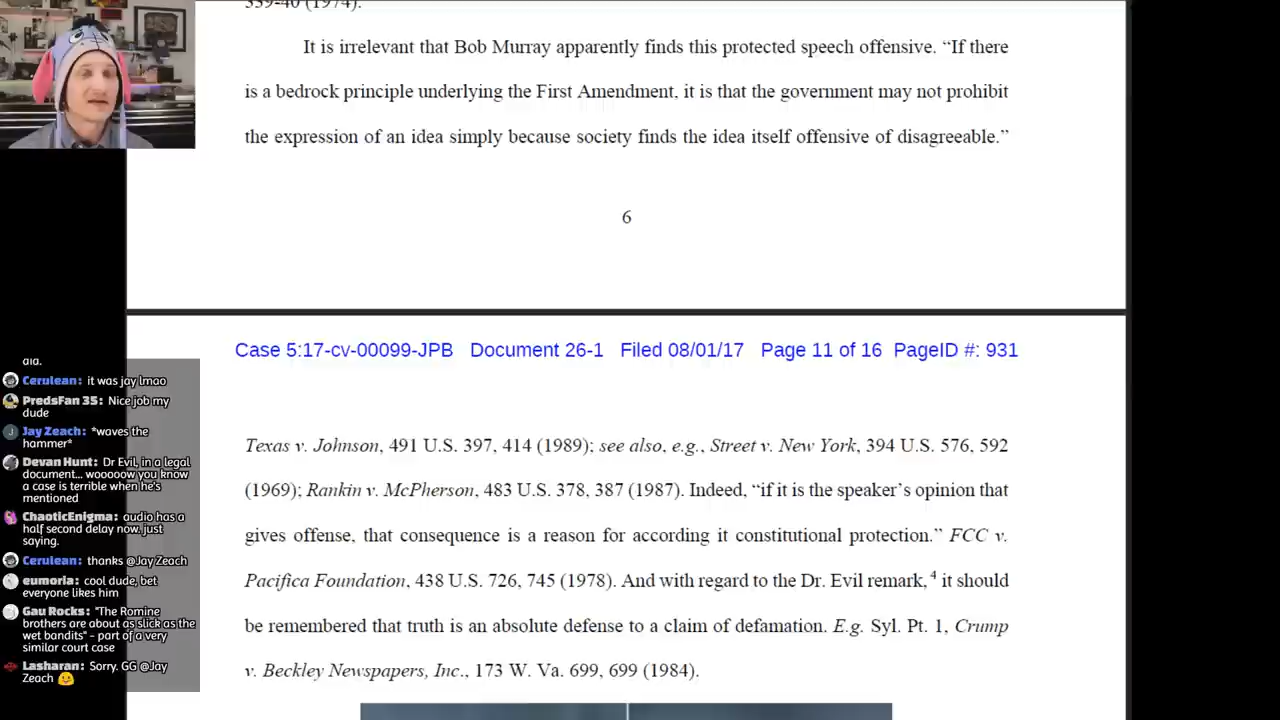 339-40 (1974).
It is irrelevant that Bob Murray apparently finds this protected speech offensive. “If there
is a bedrock principle underlying the First Amendment, it is that the government may not prohibit
the expression of an idea simply because society finds the idea itself offensive of disagreeable.”
6
Case 5:17-cv-00099-JPB Document 26-1 Filed 08/01/17 Page 11 of 16 PageID #: 931
Texas v. Johnson, 491 U.S. 397, 414 (1989); see also, e.g., Street v. New York, 394 U.S. 576, 592
(1969); Rankin v. McPherson, 483 U.S. 378, 387 (1987). Indeed, “if it is the speaker’s opinion that
gives offense, that consequence is a reason for according it constitutional protection.” FCC v.
Pacifica Foundation, 438 U.S. 726, 745 (1978). And with regard to the Dr. Evil remark,4 it should
be remembered that truth is an absolute defense to a claim of defamation. E.g. Syl. Pt. 1, Crump
v. Beckley Newspapers, Inc., 173 W. Va. 699, 699 (1984).
Cerulean: it was jay lmao
PredsFan 35: Nice job my
dude
Jay Zeach: *waves the
hammer*
Devan Hunt: Dr Evil, in a legal
document... wooooow you know
a case is terrible when he's
mentioned
ChaoticEnigma: audio has a
half second delay now. just
saying.
Cerulean: thanks @Jay Zeach
eumoria: cool dude, bet
everyone likes him
Gau Rocks: "The Romine
brothers are about as slick as the
wet bandits" - part of a very
similar court case
Lasharan: Sorry. GG @Jay
Zeach 🙂